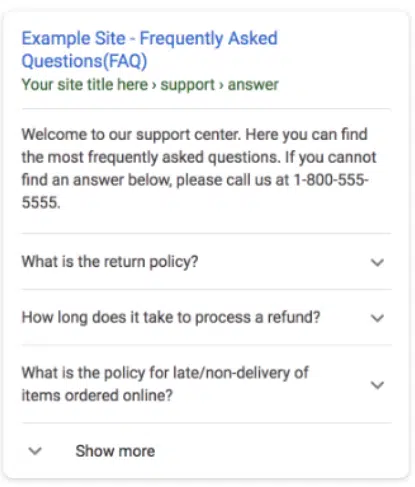 Example Site - Frequently Asked
Questions(FAQ)
Your site title here › support › answer
Welcome to our support center. Here you can find
the most frequently asked questions. If you cannot
find an answer below, please call us at 1-800-555-
5555.
What is the return policy?
How long does it take to process a refund?
What is the policy for late/non-delivery of
items ordered online?
Show more